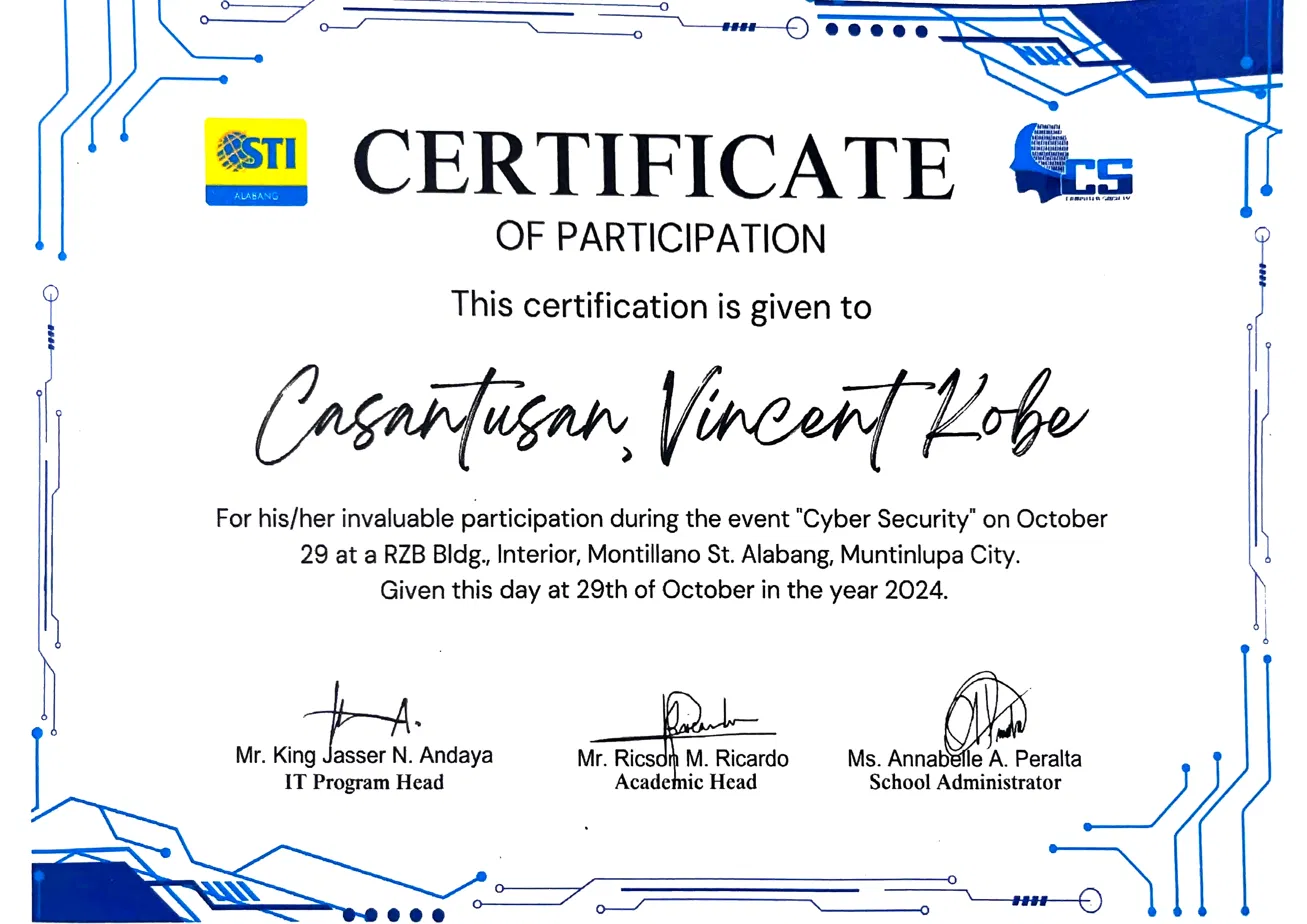 STI
ALABANG
CERTIFICATE
CS
COMPUTER SOCIETY
OF PARTICIPATION
This certification is given to
Casantusan, Vincent Kobe
For his/her invaluable participation during the event "Cyber Security" on October
29 at a RZB Bldg., Interior, Montillano St. Alabang, Muntinlupa City.
Given this day at 29th of October in the year 2024.
Mr. King Jasser N. Andaya
IT Program Head
Mr. Ricson M. Ricardo
Academic Head
Ms. Annabelle A. Peralta
School Administrator